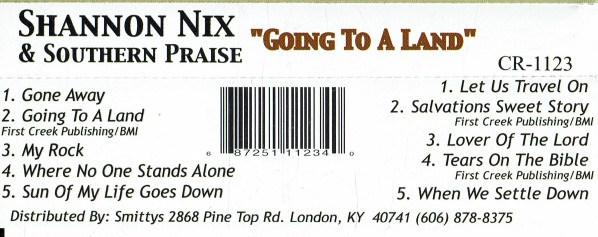 SHANNON NIX
& SOUTHERN PRAISE
"GOING TO A LAND"
CR-1123
1. Gone Away
2. Going To A Land
First Creek Publishing/BMI
3. My Rock
4. Where No One Stands Alone
5. Sun Of My Life Goes Down
6 87251 11234 0
1. Let Us Travel On
2. Salvations Sweet Story
First Creek Publishing/BMI
3. Lover Of The Lord
4. Tears On The Bible
First Creek Publishing/BMI
5. When We Settle Down
Distributed By: Smittys 2868 Pine Top Rd. London, KY 40741 (606) 878-8375